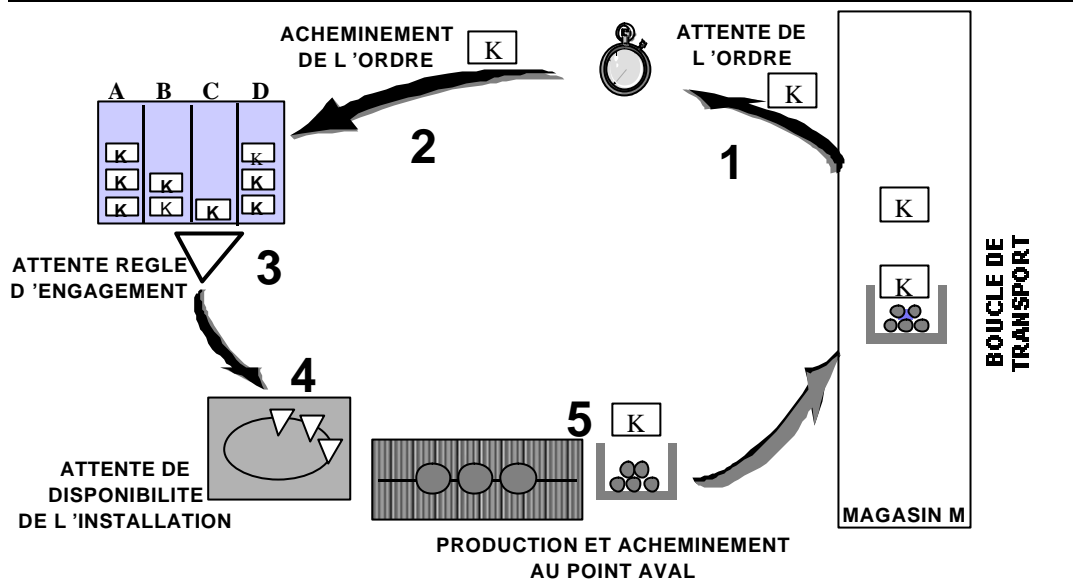 ACHEMINEMENT
DE L 'ORDRE
K
ATTENTE DE
L 'ORDRE
K
A B C D
K K
K K K
K K K K
2
1
K
K
3
ATTENTE REGLE
D 'ENGAGEMENT
BOUCLE DE
TRANSPORT
4
5
K
ATTENTE DE
DISPONIBILITE
DE L 'INSTALLATION
MAGASIN M
PRODUCTION ET ACHEMINEMENT
AU POINT AVAL